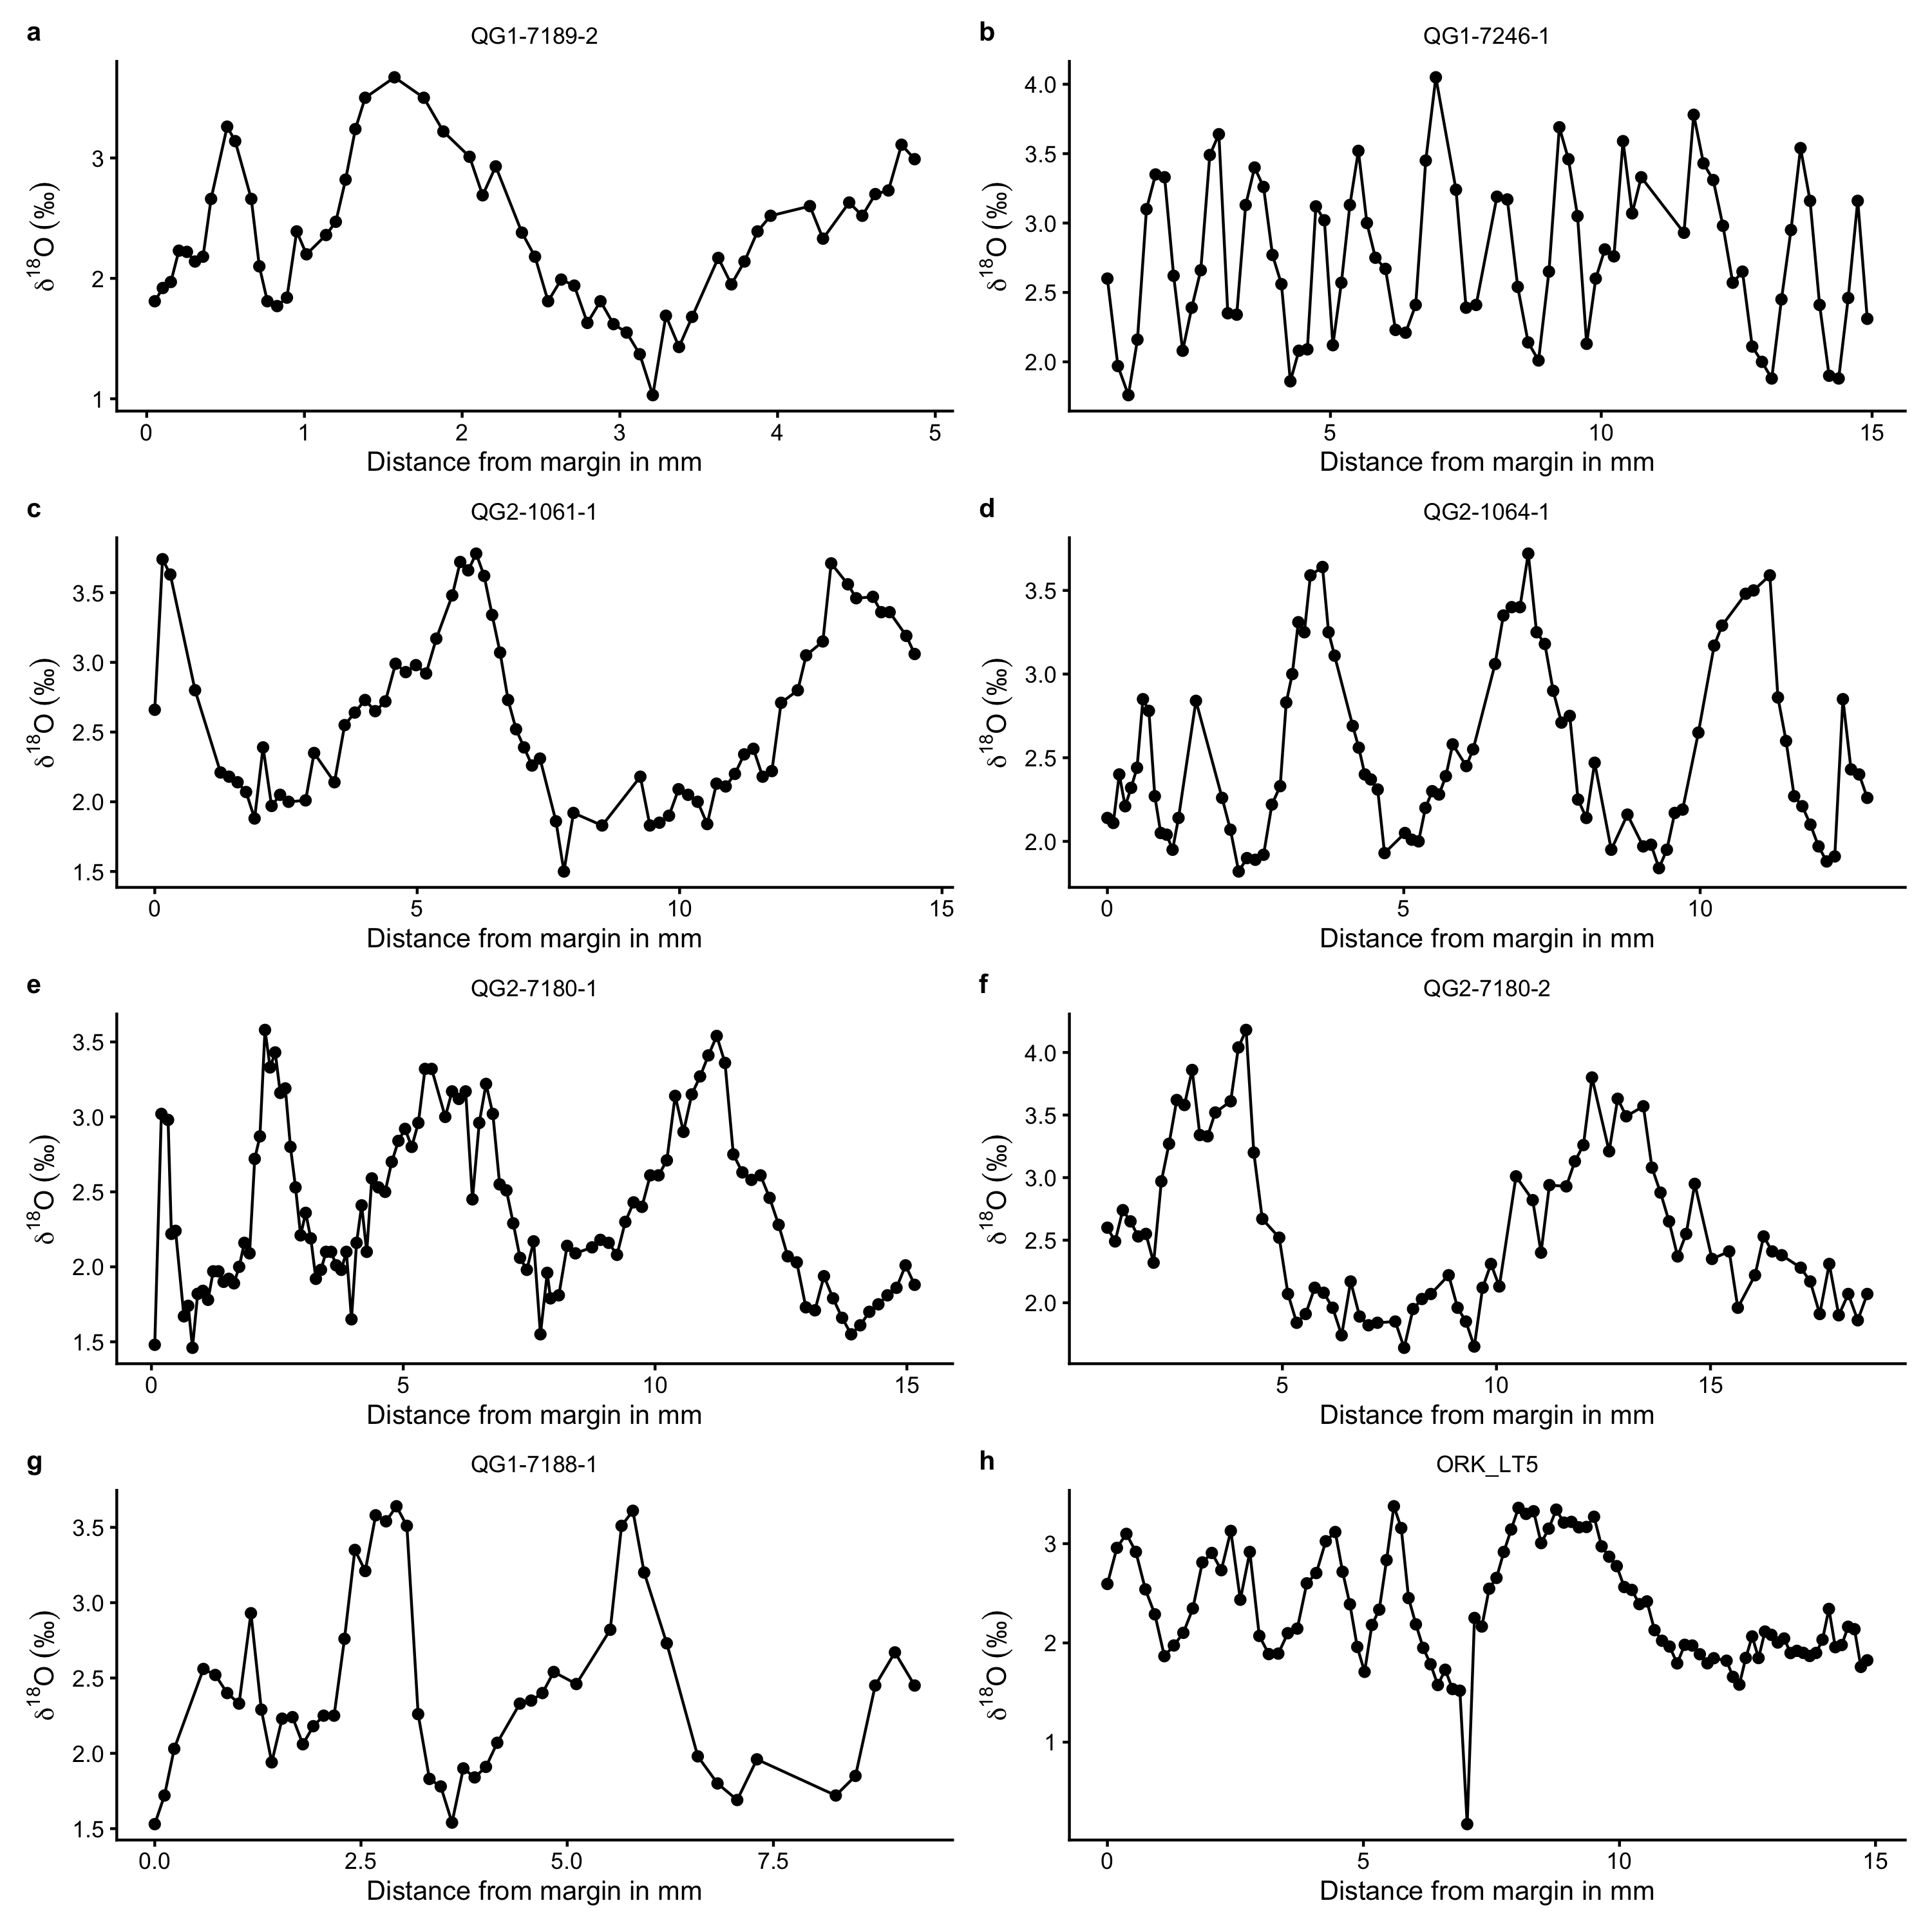 a
QG1-7189-2
3
2
1
δ18O (‰)
0 1 2 3 4 5
Distance from margin in mm
b
QG1-7246-1
4.0
3.5
3.0
2.5
2.0
δ18O (‰)
5 10 15
Distance from margin in mm
c
QG2-1061-1
3.5
3.0
2.5
2.0
1.5
δ18O (‰)
0 5 10 15
Distance from margin in mm
d
QG2-1064-1
3.5
3.0
2.5
2.0
δ18O (‰)
0 5 10
Distance from margin in mm
e
QG2-7180-1
3.5
3.0
2.5
2.0
1.5
δ18O (‰)
0 5 10 15
Distance from margin in mm
f
QG2-7180-2
4.0
3.5
3.0
2.5
2.0
δ18O (‰)
5 10 15
Distance from margin in mm
g
QG1-7188-1
3.5
3.0
2.5
2.0
1.5
δ18O (‰)
0.0 2.5 5.0 7.5
Distance from margin in mm
h
ORK_LT5
3
2
1
δ18O (‰)
0 5 10 15
Distance from margin in mm